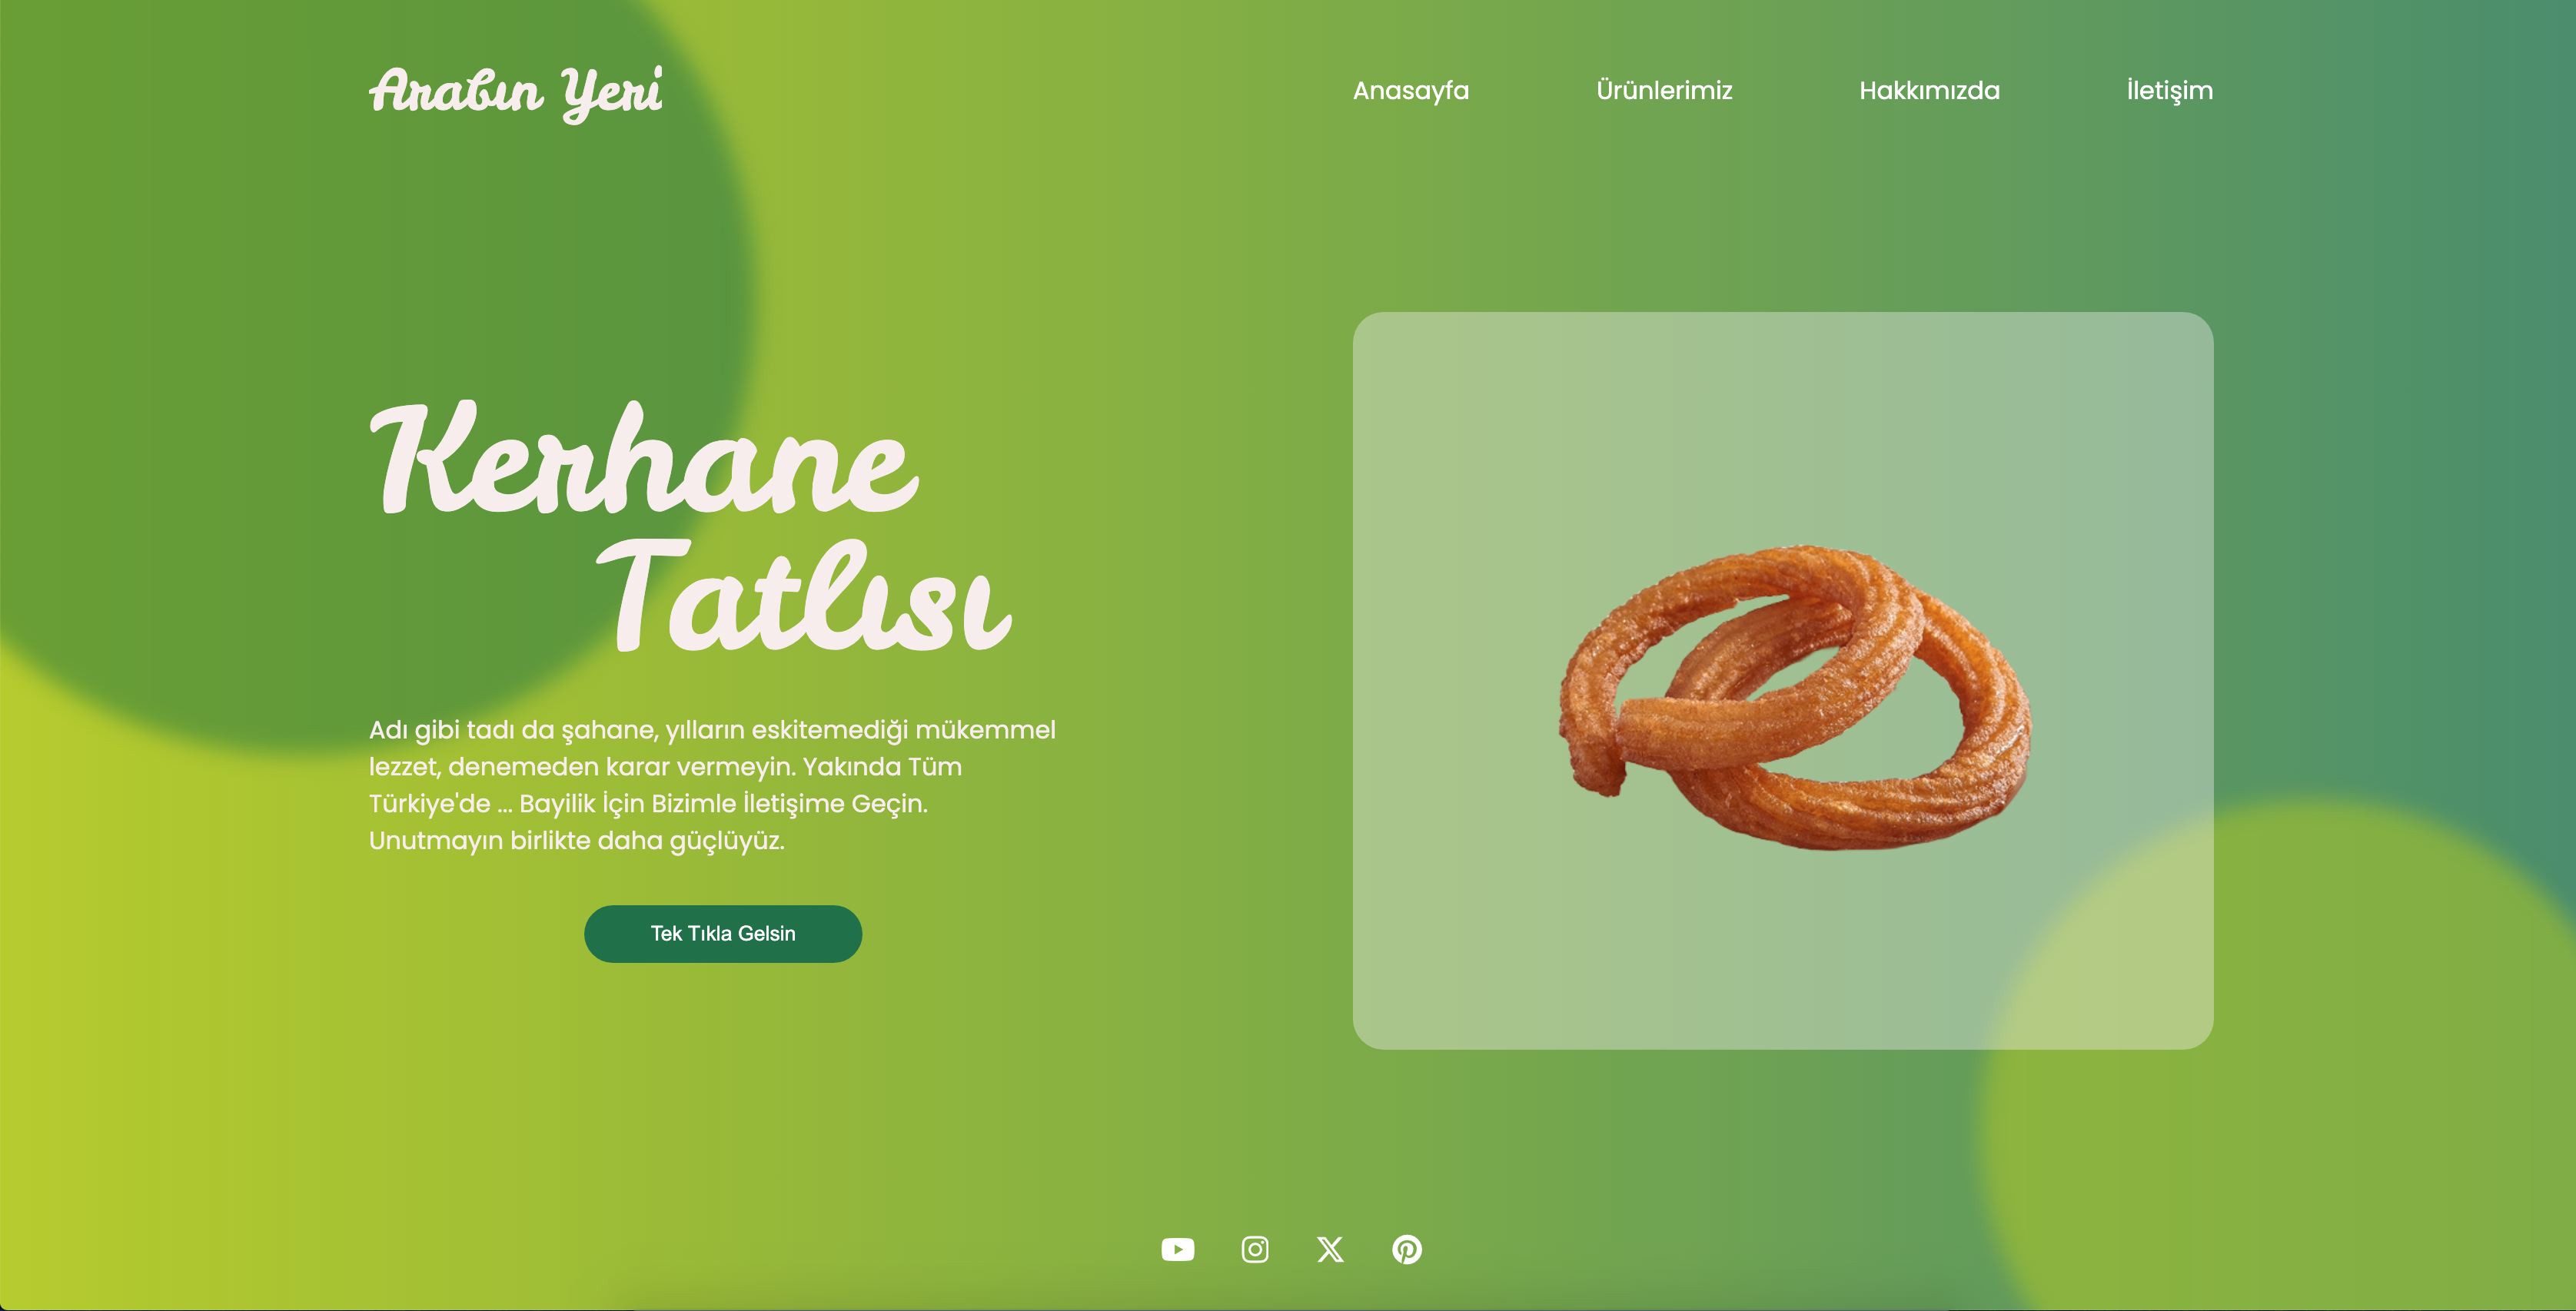 Arabın Yeri
Anasayfa Ürünlerimiz Hakkımızda İletişim
Kerhane
Tatlısı
Adı gibi tadı da şahane, yılların eskitemediği mükemmel
lezzet, denemeden karar vermeyin. Yakında Tüm
Türkiye'de ... Bayilik İçin Bizimle İletişime Geçin.
Unutmayın birlikte daha güçlüyüz.
Tek Tıkla Gelsin